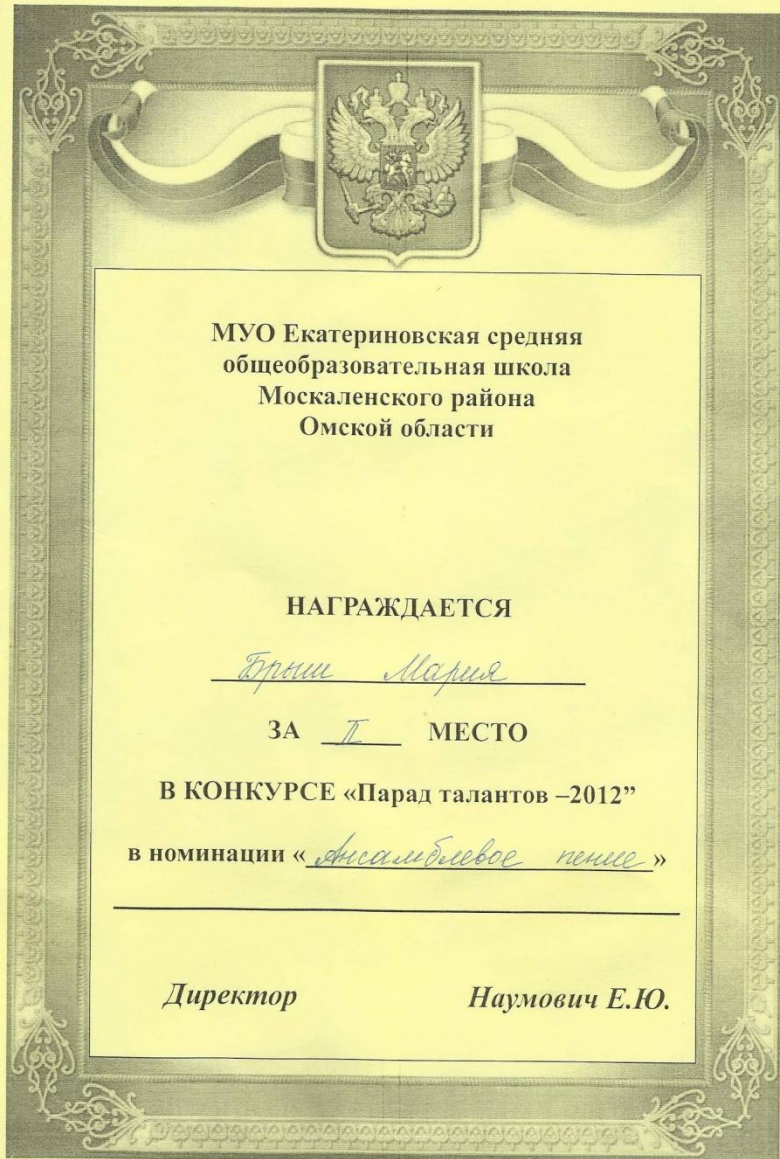 МУО Екатериновская средняя
общеобразовательная школа
Москаленского района
Омской области
НАГРАЖДАЕТСЯ
Брыш Мария
ЗА II МЕСТО
В КОНКУРСЕ «Парад талантов –2012”
в номинации «Ансамблевое пение»
Директор Наумович Е.Ю.